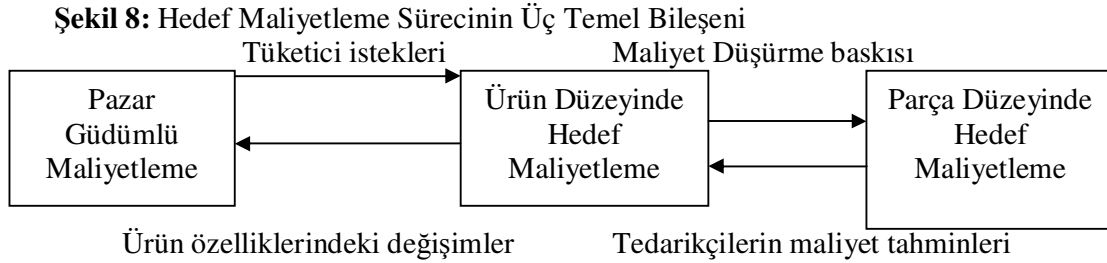 Şekil 8: Hedef Maliyetleme Sürecinin Üç Temel Bileşeni
Tüketici istekleri
Maliyet Düşürme baskısı
Pazar
Güdümlü
Maliyetleme
Ürün Düzeyinde
Hedef
Maliyetleme
Parça Düzeyinde
Hedef
Maliyetleme
Ürün özelliklerindeki değişimler
Tedarikçilerin maliyet tahminleri